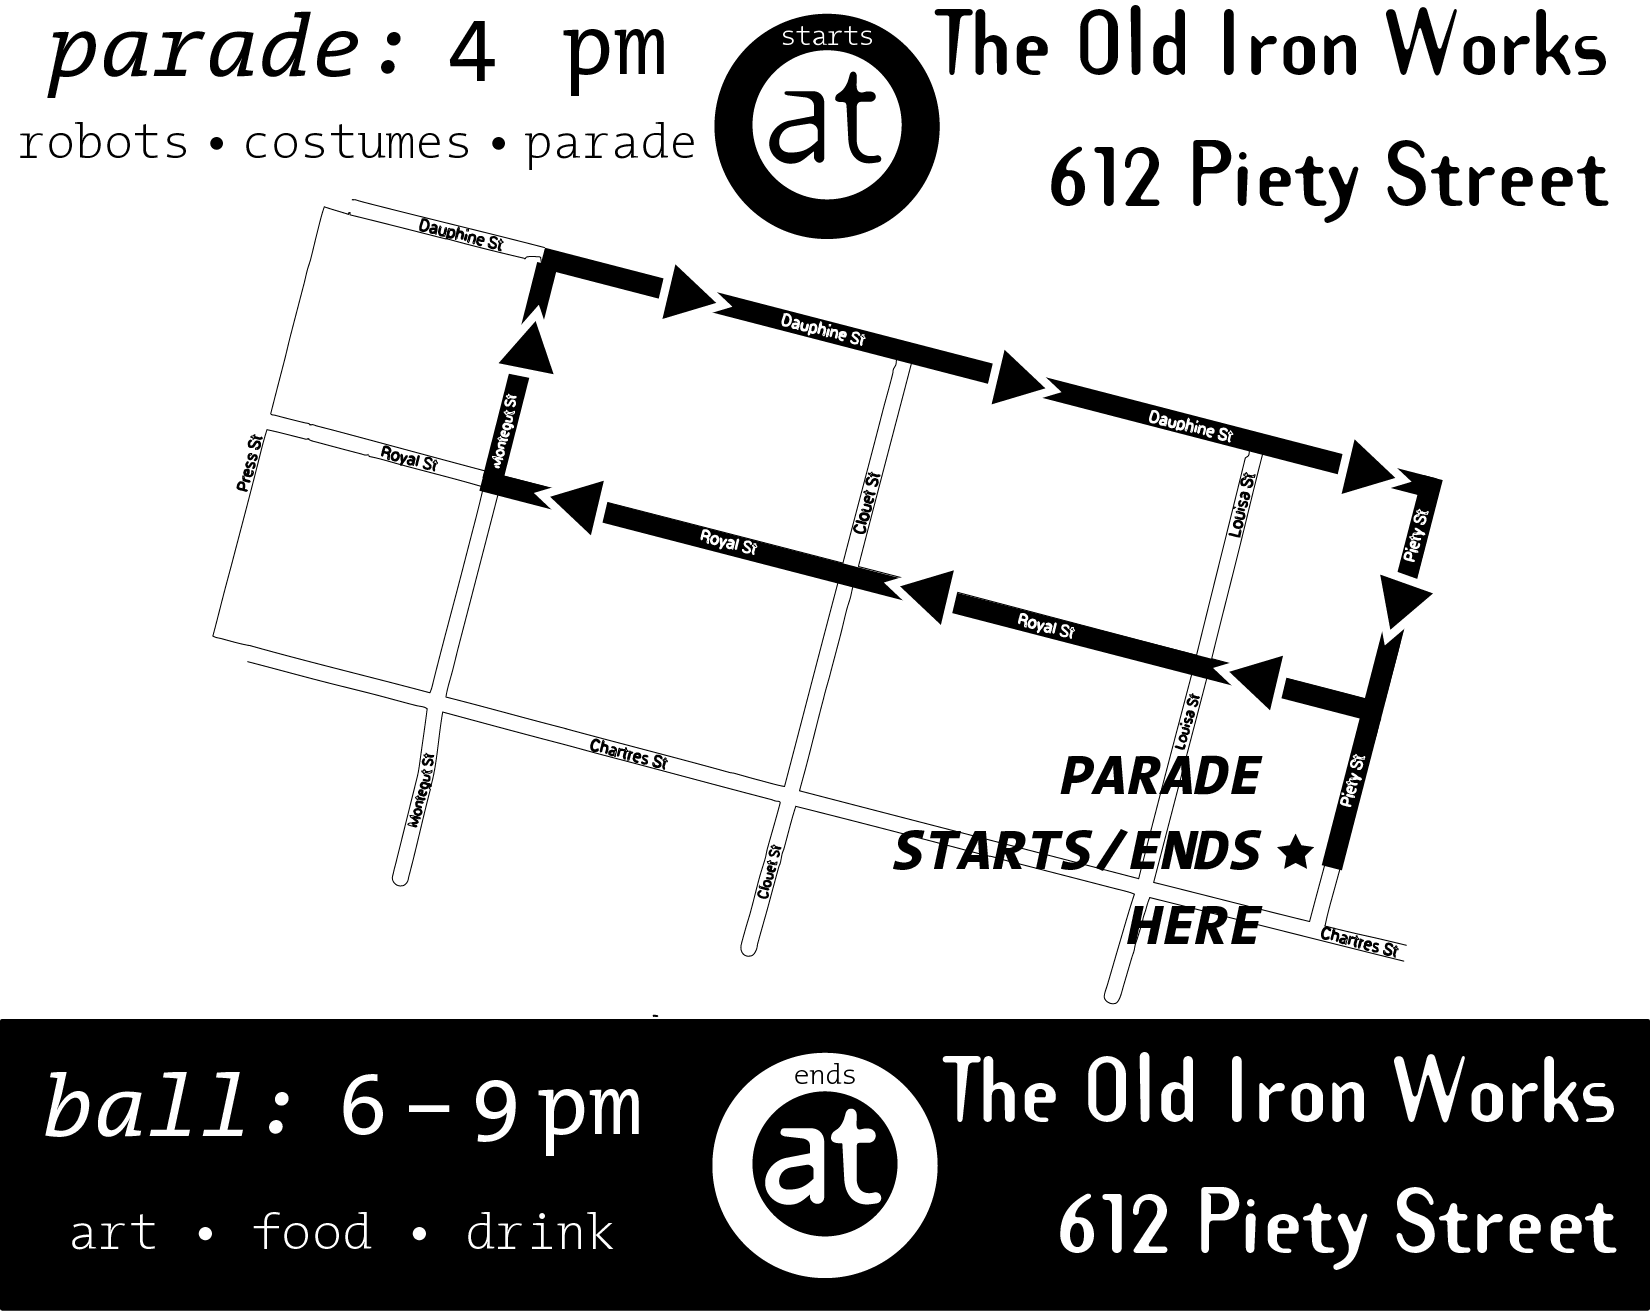 parade: 4 pm
starts
at
The Old Iron Works
robots • costumes • parade
612 Piety Street
Dauphine St
Dauphine St
Dauphine St
Montegut St
Press St
Royal St
Clouet St
Louisa St
Piety St
Royal St
Royal St
Louisa St
Chartres St
Montegut St
Piety St
PARADE
STARTS/ENDS
HERE
Clouet St
Chartres St
ball: 6 – 9 pm
ends
at
The Old Iron Works
art • food • drink
612 Piety Street